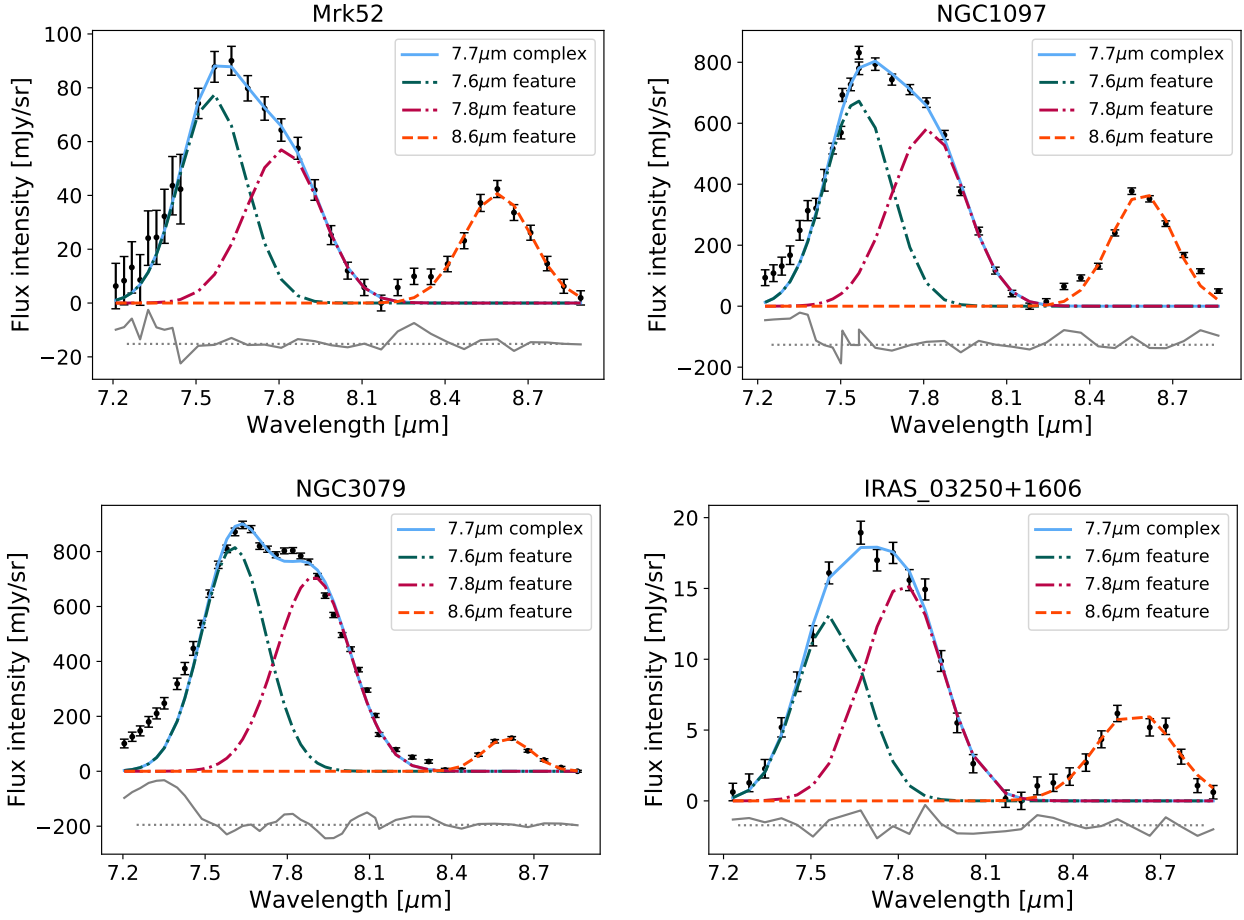 Mrk52
7.7μm complex
7.6μm feature
7.8μm feature
8.6μm feature
100
80
60
40
20
0
−20
Flux intensity [mJy/sr]
7.2 7.5 7.8 8.1 8.4 8.7
Wavelength [μm]
NGC1097
7.7μm complex
7.6μm feature
7.8μm feature
8.6μm feature
800
600
400
200
0
−200
Flux intensity [mJy/sr]
7.2 7.5 7.8 8.1 8.4 8.7
Wavelength [μm]
NGC3079
7.7μm complex
7.6μm feature
7.8μm feature
8.6μm feature
800
600
400
200
0
−200
Flux intensity [mJy/sr]
7.2 7.5 7.8 8.1 8.4 8.7
Wavelength [μm]
IRAS_03250+1606
7.7μm complex
7.6μm feature
7.8μm feature
8.6μm feature
20
15
10
5
0
Flux intensity [mJy/sr]
7.2 7.5 7.8 8.1 8.4 8.7
Wavelength [μm]